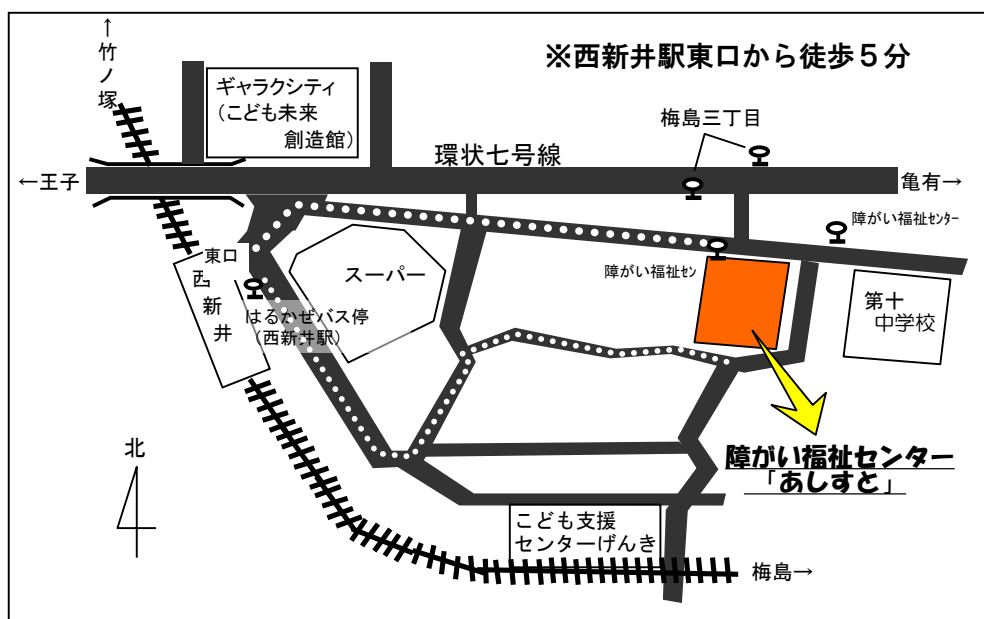 ↑竹ノ塚
※西新井駅東口から徒歩5分
ギャラクシティ
(こども未来
創造館)
梅島三丁目
環状七号線
←王子
亀有→
障がい福祉センター
東口
西新井
スーパー
障がい福祉セン
はるかぜバス停
(西新井駅)
第十
中学校
北
障がい福祉センター
「あしすと」
こども支援
センターげんき
梅島→